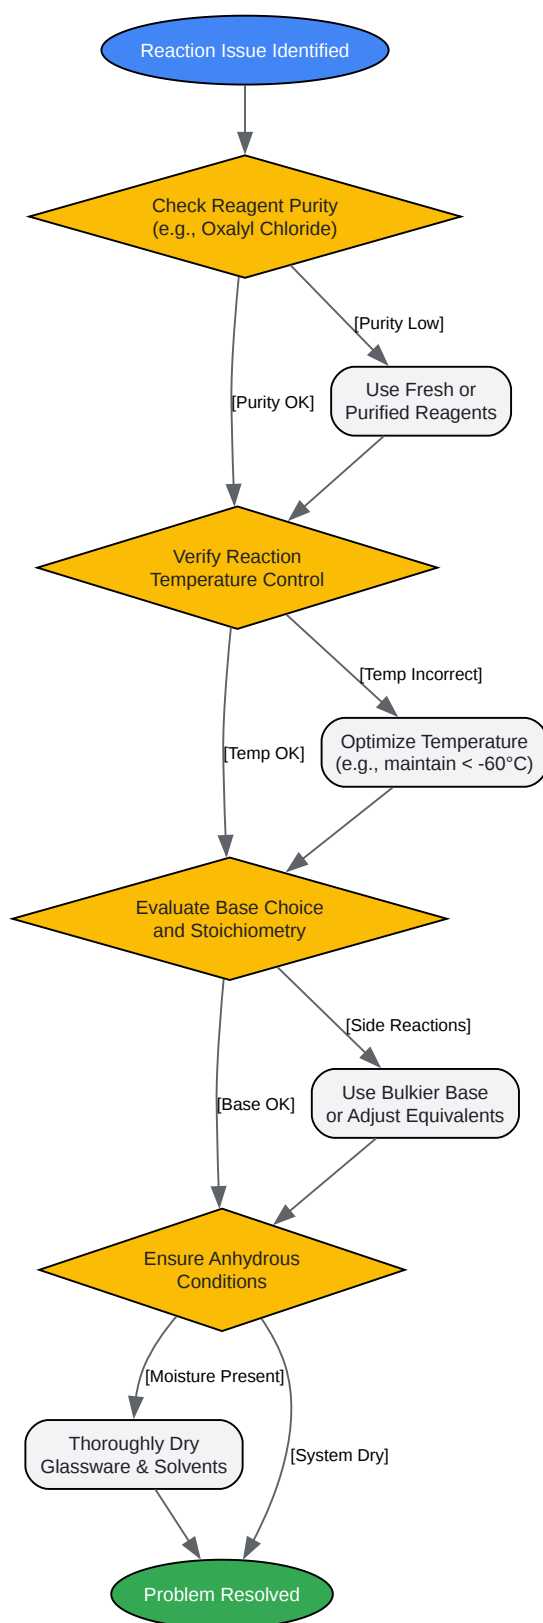 Reaction Issue Identified
Check Reagent Purity
(e.g., Oxalyl Chloride)
[Purity Low]
[Purity OK]
Use Fresh or
Purified Reagents
Verify Reaction
Temperature Control
[Temp Incorrect]
[Temp OK]
Optimize Temperature
(e.g., maintain < -60°C)
Evaluate Base Choice
and Stoichiometry
[Side Reactions]
[Base OK]
Use Bulkier Base
or Adjust Equivalents
Ensure Anhydrous
Conditions
[Moisture Present]
[System Dry]
Thoroughly Dry
Glassware & Solvents
Problem Resolved